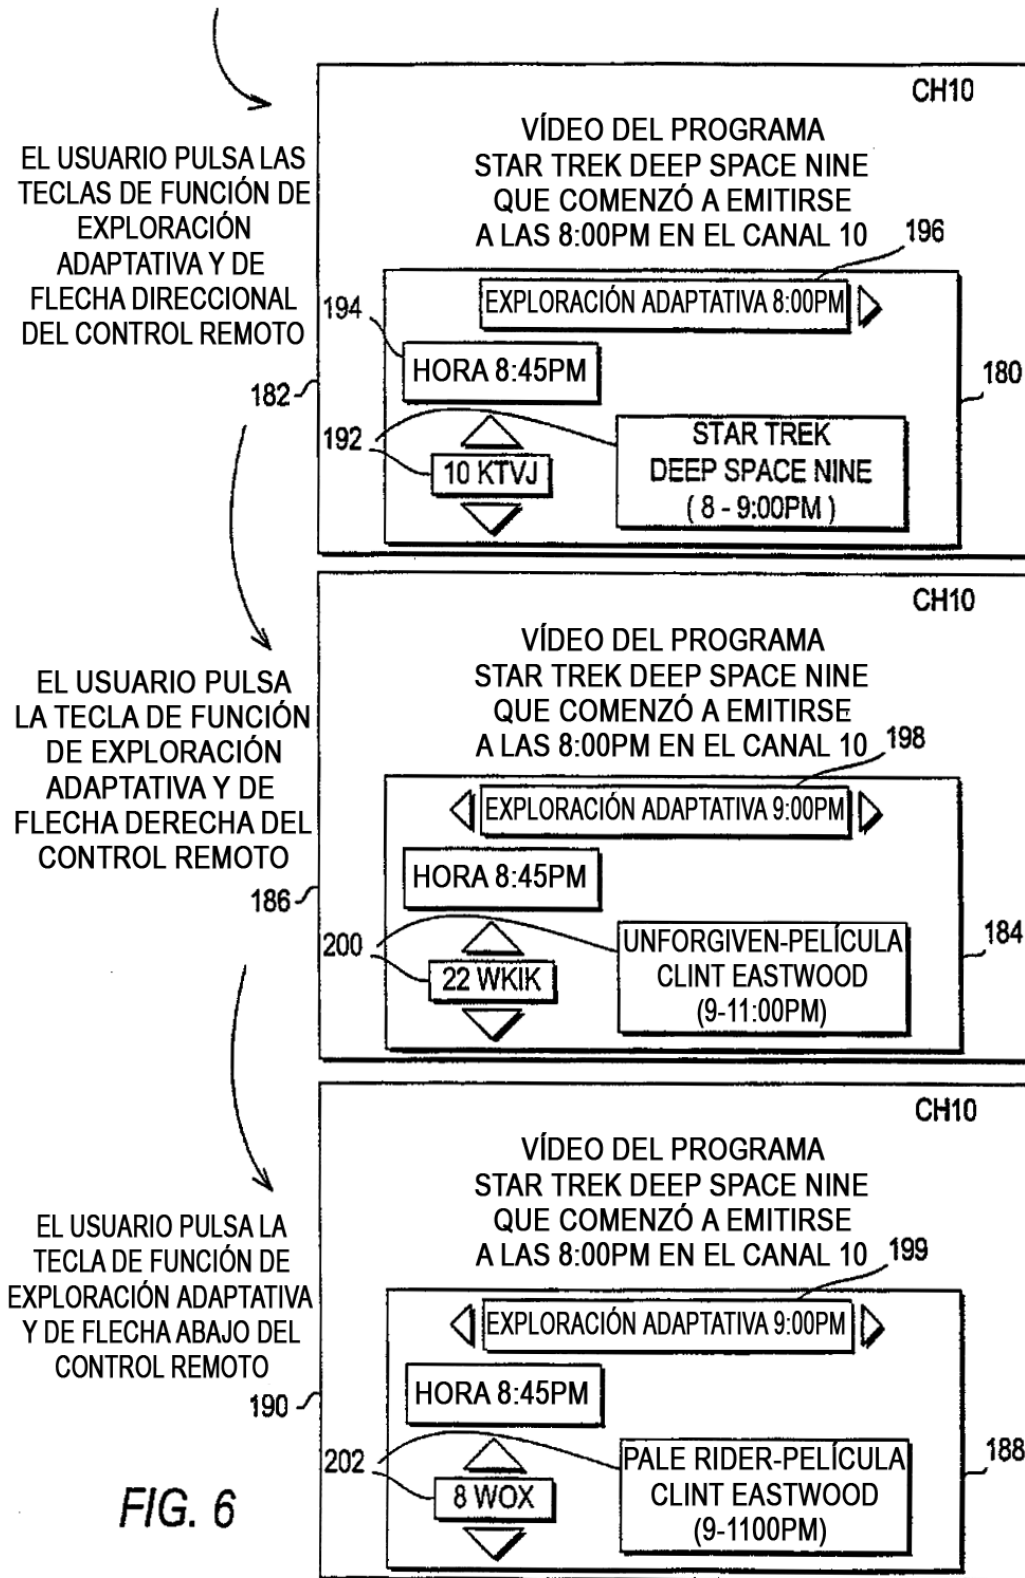 CH10
VÍDEO DEL PROGRAMA
STAR TREK DEEP SPACE NINE
QUE COMENZÓ A EMITIRSE
A LAS 8:00PM EN EL CANAL 10
196
EL USUARIO PULSA LAS
TECLAS DE FUNCIÓN DE
EXPLORACIÓN
ADAPTATIVA Y DE
FLECHA DIRECCIONAL
DEL CONTROL REMOTO
EXPLORACIÓN ADAPTATIVA 8:00PM
194
HORA 8:45PM
182
180
192
10 KTVJ
STAR TREK
DEEP SPACE NINE
( 8 - 9:00PM )
CH10
VÍDEO DEL PROGRAMA
STAR TREK DEEP SPACE NINE
QUE COMENZÓ A EMITIRSE
A LAS 8:00PM EN EL CANAL 10
198
EL USUARIO PULSA
LA TECLA DE FUNCIÓN
DE EXPLORACIÓN
ADAPTATIVA Y DE
FLECHA DERECHA DEL
CONTROL REMOTO
EXPLORACIÓN ADAPTATIVA 9:00PM
HORA 8:45PM
186
184
200
22 WKIK
UNFORGIVEN-PELÍCULA
CLINT EASTWOOD
(9-11:00PM)
CH10
VÍDEO DEL PROGRAMA
STAR TREK DEEP SPACE NINE
QUE COMENZÓ A EMITIRSE
A LAS 8:00PM EN EL CANAL 10
199
EL USUARIO PULSA LA
TECLA DE FUNCIÓN DE
EXPLORACIÓN ADAPTATIVA
Y DE FLECHA ABAJO DEL
CONTROL REMOTO
EXPLORACIÓN ADAPTATIVA 9:00PM
HORA 8:45PM
190
188
202
8 WOX
PALE RIDER-PELÍCULA
CLINT EASTWOOD
(9-1100PM)
FIG. 6